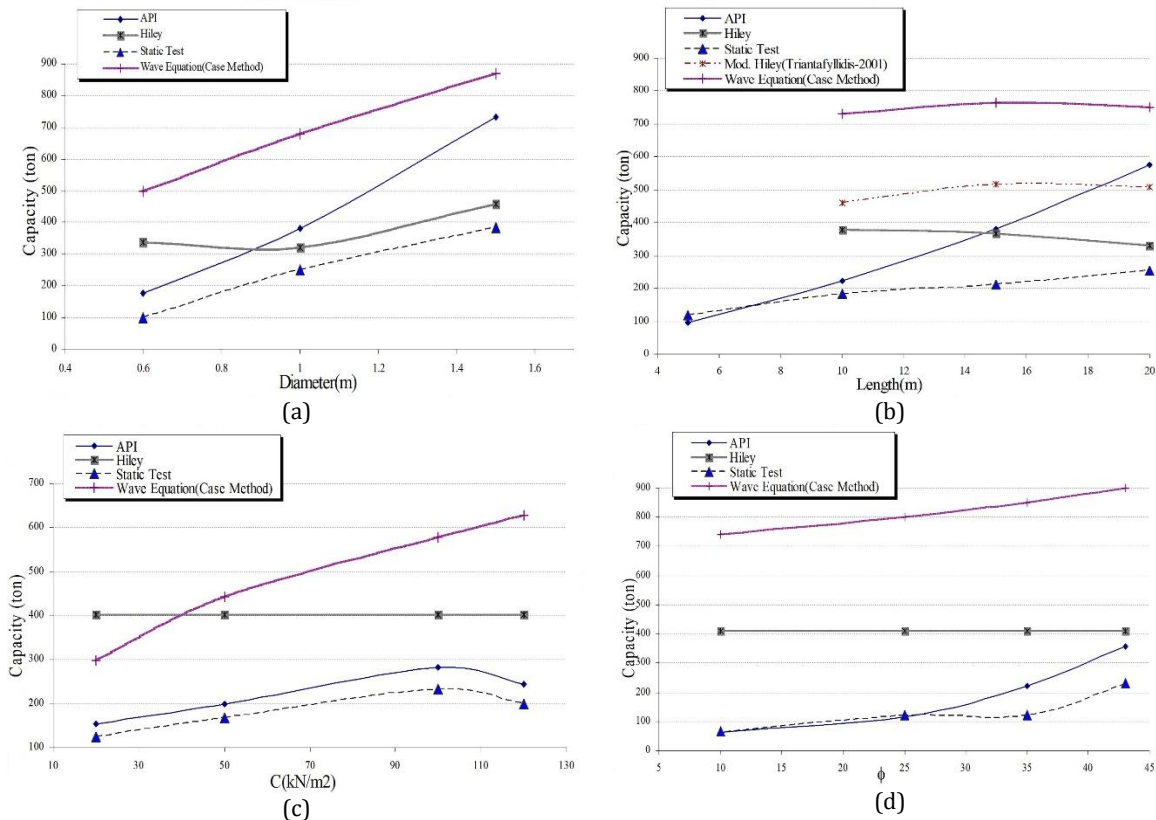 API
Hiley
Static Test
Wave Equation(Case Method)
900
800
700
600
500
400
300
200
100
0
Capacity (ton)
0.4 0.6 0.8 1 1.2 1.4 1.6
Diameter(m)
(a)
API
Hiley
Static Test
Mod. Hiley(Triantafyllidis-2001)
Wave Equation(Case Method)
900
800
700
600
500
400
300
200
100
0
Capacity (ton)
4 6 8 10 12 14 16 18 20
Length(m)
(b)
API
Hiley
Static Test
Wave Equation(Case Method)
700
600
500
400
300
200
100
Capacity (ton)
10 30 50 70 90 110 130
C(kN/m2)
(c)
API
Hiley
Static Test
Wave Equation(Case Method)
900
800
700
600
500
400
300
200
100
0
Capacity (ton)
5 10 15 20 25 30 35 40 45
ϕ
(d)